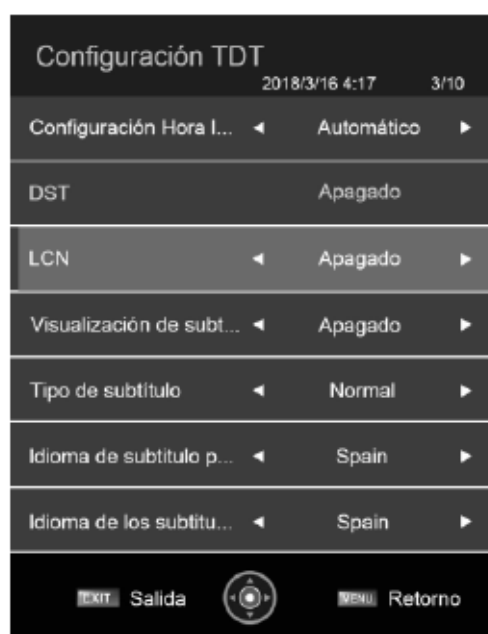 Configuración TDT
2018/3/16 4:17 3/10
Configuración Hora I... Automático
DST Apagado
LCN Apagado
Visualización de subt... Apagado
Tipo de subtítulo Normal
Idioma de subtitulo p... Spain
Idioma de los subtitu... Spain
EXIT Salida MENU Retorno